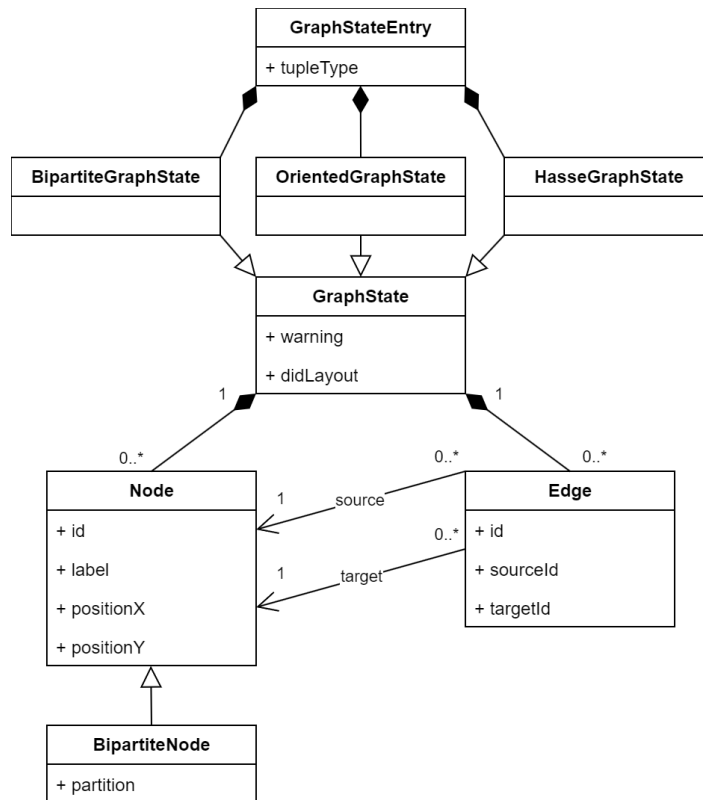 GraphStateEntry
+ tupleType
BipartiteGraphState
OrientedGraphState
HasseGraphState
GraphState
+ warning
+ didLayout
1
1
0..*
0..*
0..*
Node
+ id
+ label
+ positionX
+ positionY
1
source
0..*
1
target
Edge
+ id
+ sourceId
+ targetId
BipartiteNode
+ partition